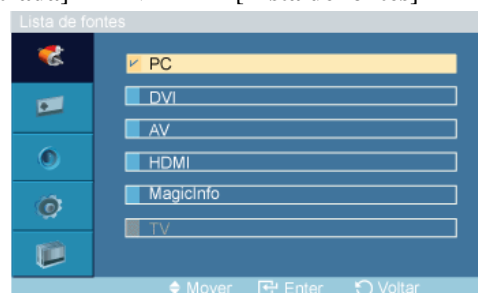 Lista de fontes
PC
DVI
AV
HDMI
MagicInfo
TV
Mover Enter Voltar